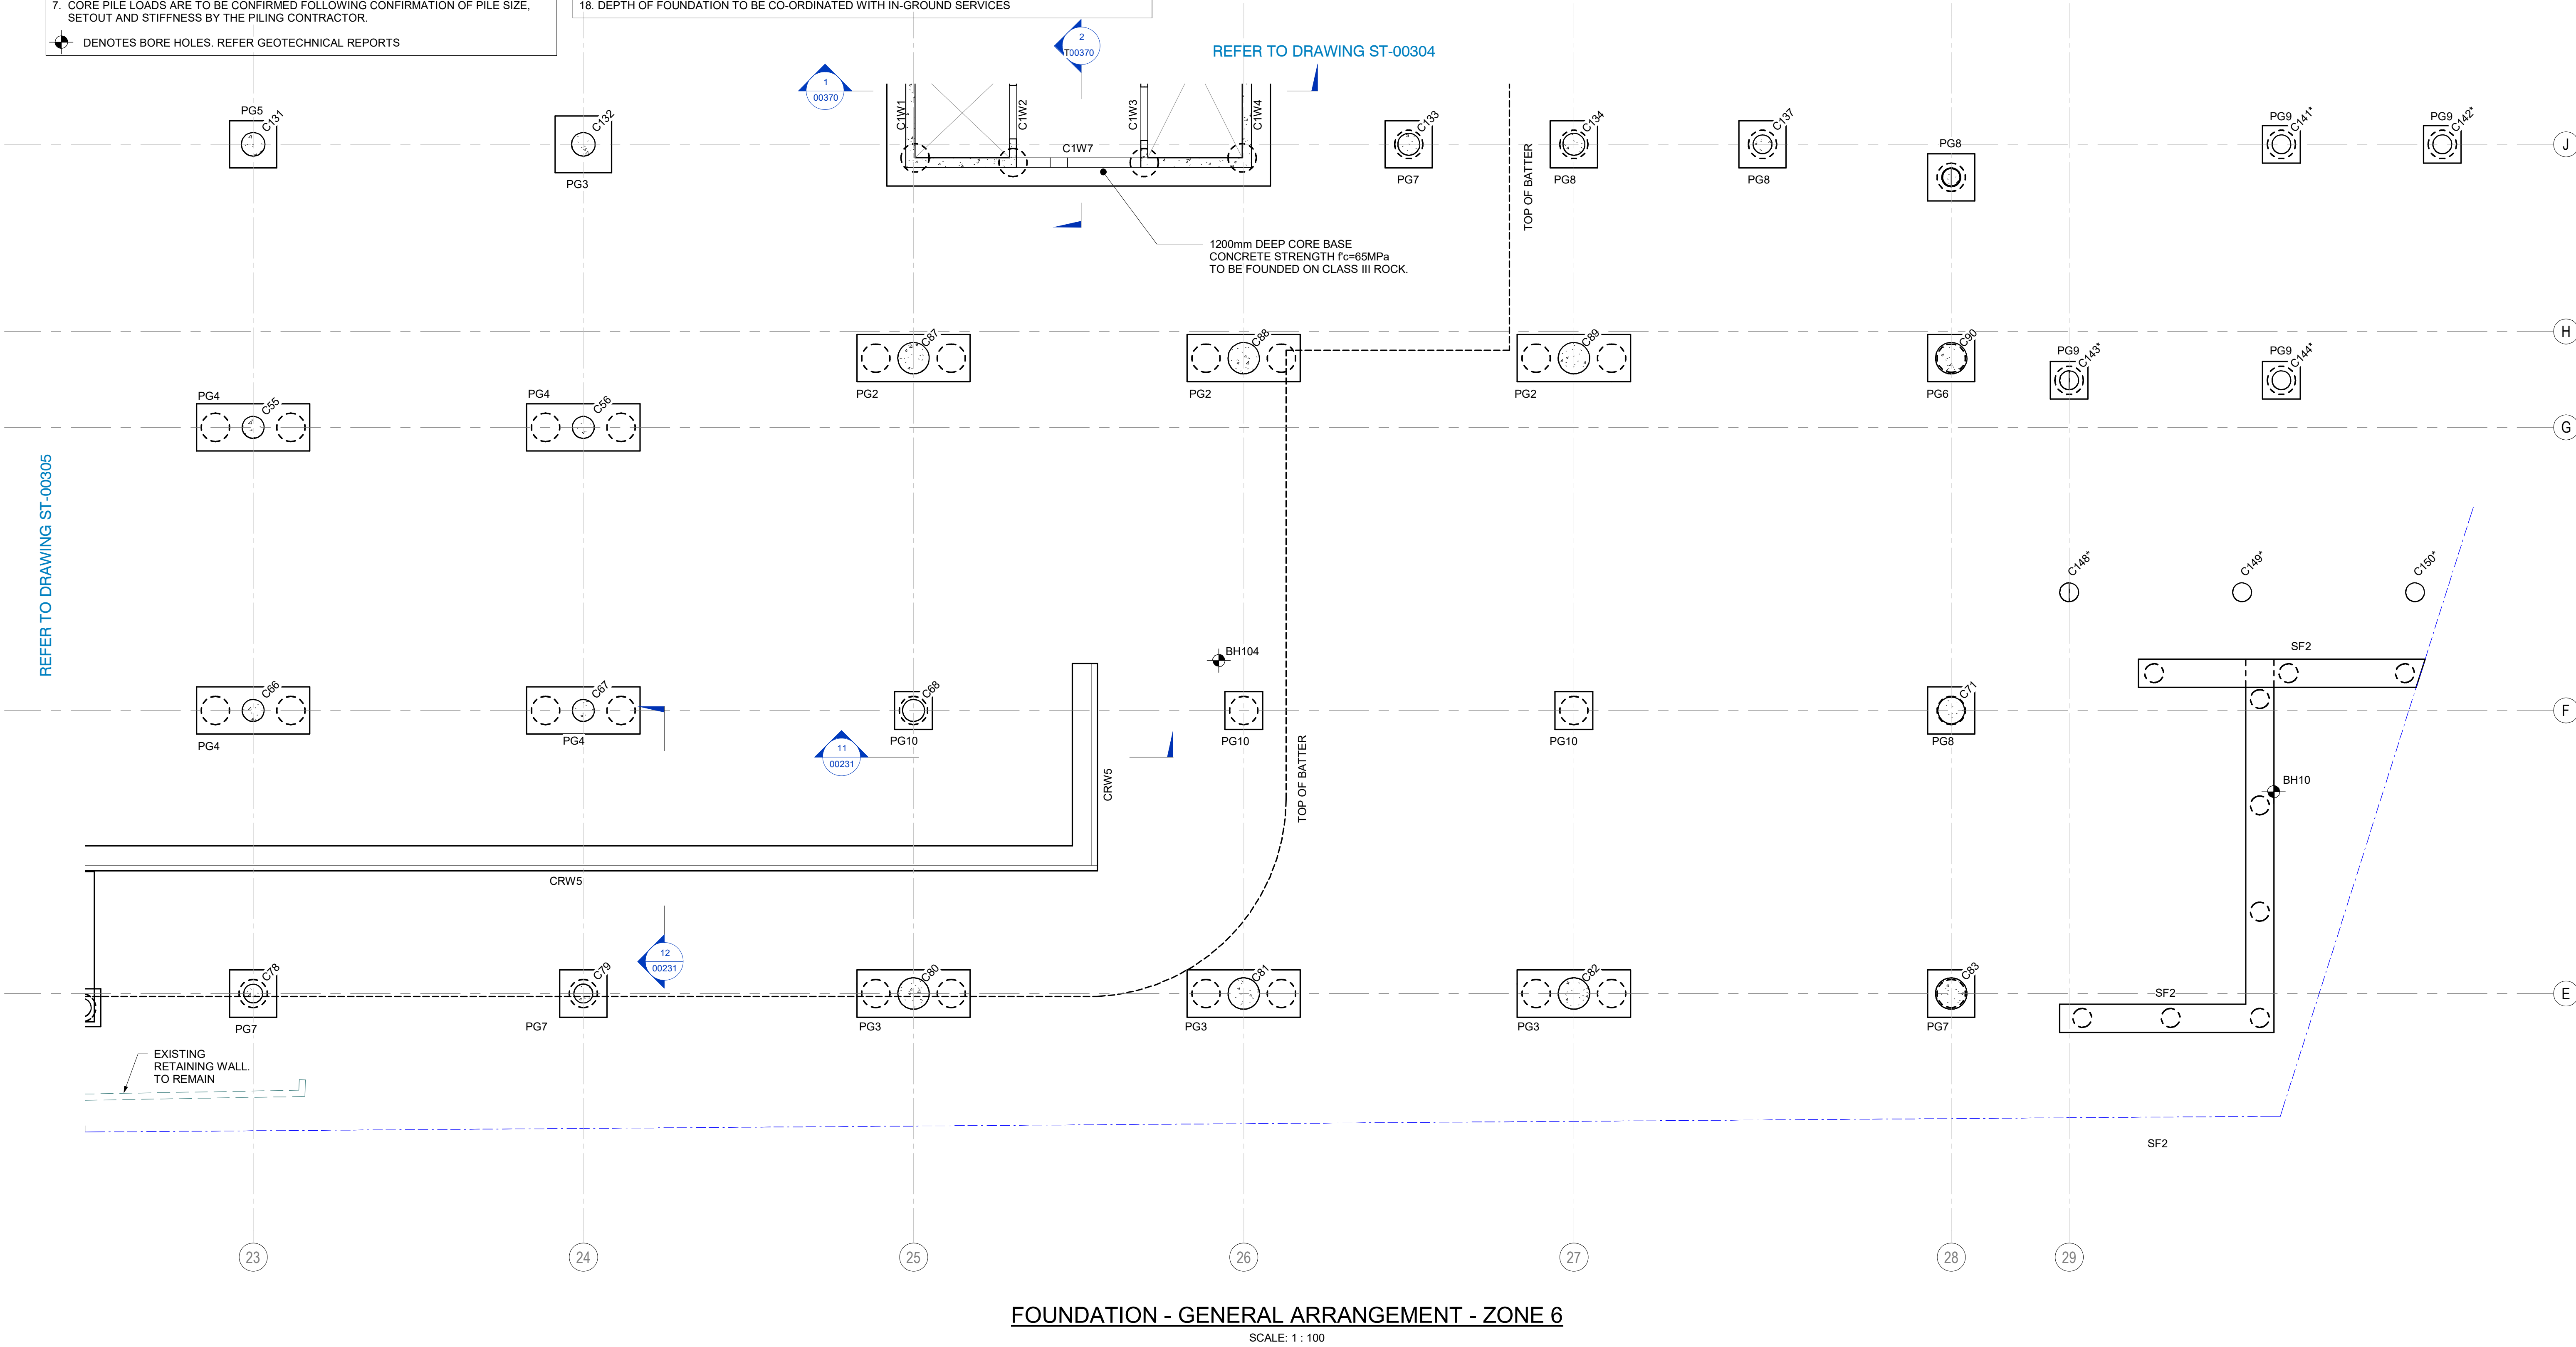 7. CORE PILE LOADS ARE TO BE CONFIRMED FOLLOWING CONFIRMATION OF PILE SIZE,
SETOUT AND STIFFNESS BY THE PILING CONTRACTOR.
DENOTES BORE HOLES. REFER GEOTECHNICAL REPORTS
18. DEPTH OF FOUNDATION TO BE CO-ORDINATED WITH IN-GROUND SERVICES
2
T00370
REFER TO DRAWING ST-00304
1
00370
C1W1
C1W2
C1W3
C1W4
C1W7
PG5
C131
C132
PG3
C133
PG7
C134
PG8
C137
PG8
PG8
PG9
C141*
PG9
C142*
J
TOP OF BATTER
1200mm DEEP CORE BASE
CONCRETE STRENGTH f'c=65MPa
TO BE FOUNDED ON CLASS III ROCK.
H
C87
PG2
C88
PG2
C89
PG2
C90
PG6
PG9
C143*
PG9
C144*
PG4
C55
PG4
C56
G
REFER TO DRAWING ST-00305
C148*
C149*
C150*
SF2
BH104
C66
PG4
C67
PG4
C68
PG10
PG10
PG10
C71
PG8
F
11
00231
CRW5
TOP OF BATTER
BH10
CRW5
12
00231
C78
PG7
C79
PG7
C80
PG3
C81
PG3
C82
PG3
C83
PG7
SF2
E
EXISTING
RETAINING WALL.
TO REMAIN
SF2
23
24
25
26
27
28
29
FOUNDATION - GENERAL ARRANGEMENT - ZONE 6
SCALE: 1 : 100